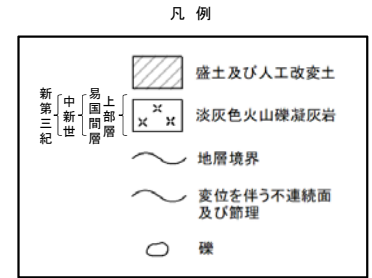 凡 例
盛土及び人工改変土
新第三紀
中新世
易国間層
上部層
淡灰色火山礫凝灰岩
地層境界
変位を伴う不連続面
及び節理
礫